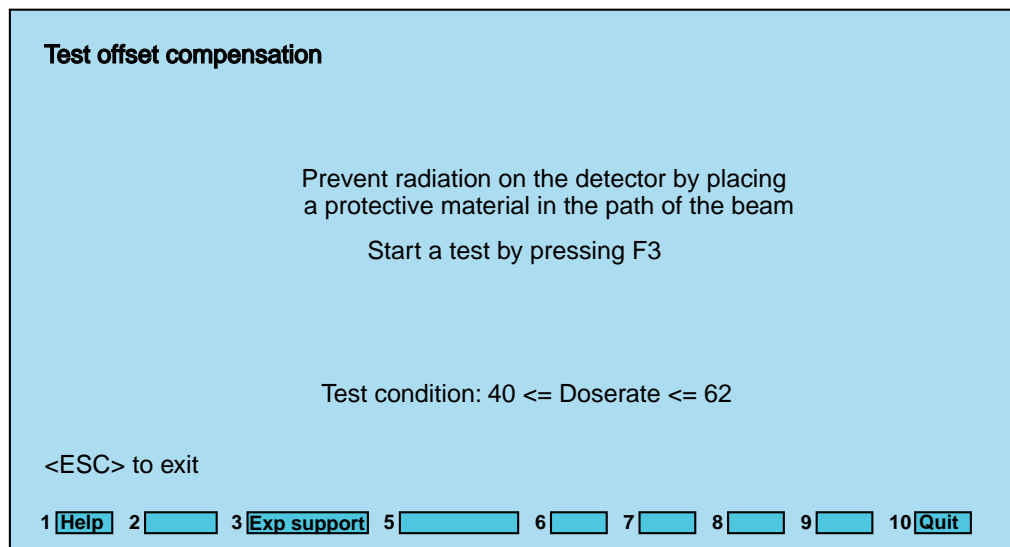 Test offset compensation
Prevent radiation on the detector by placing
a protective material in the path of the beam
Start a test by pressing F3
Test condition: 40 <= Doserate <= 62
<ESC> to exit
1 Help 2 3 Exp support 5 6 7 8 9 10 Quit